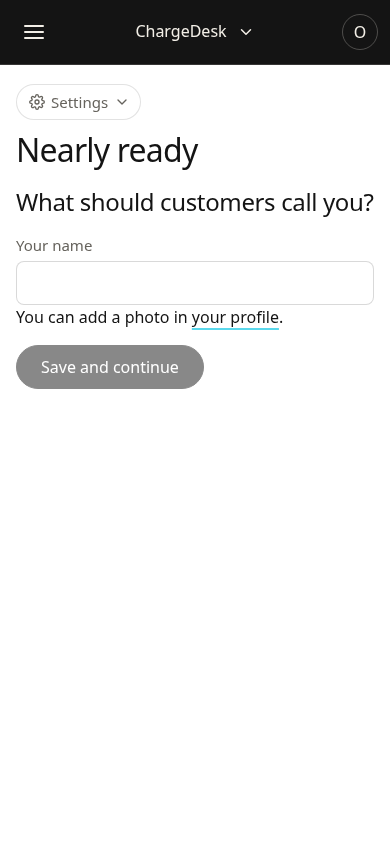 ChargeDesk
O
Settings
Nearly ready
What should customers call you?
Your name
You can add a photo in your profile.
Save and continue